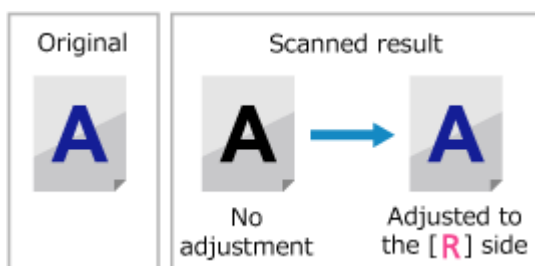 Original
A
Scanned result
A
A
No
adjustment
Adjusted to
the [R] side